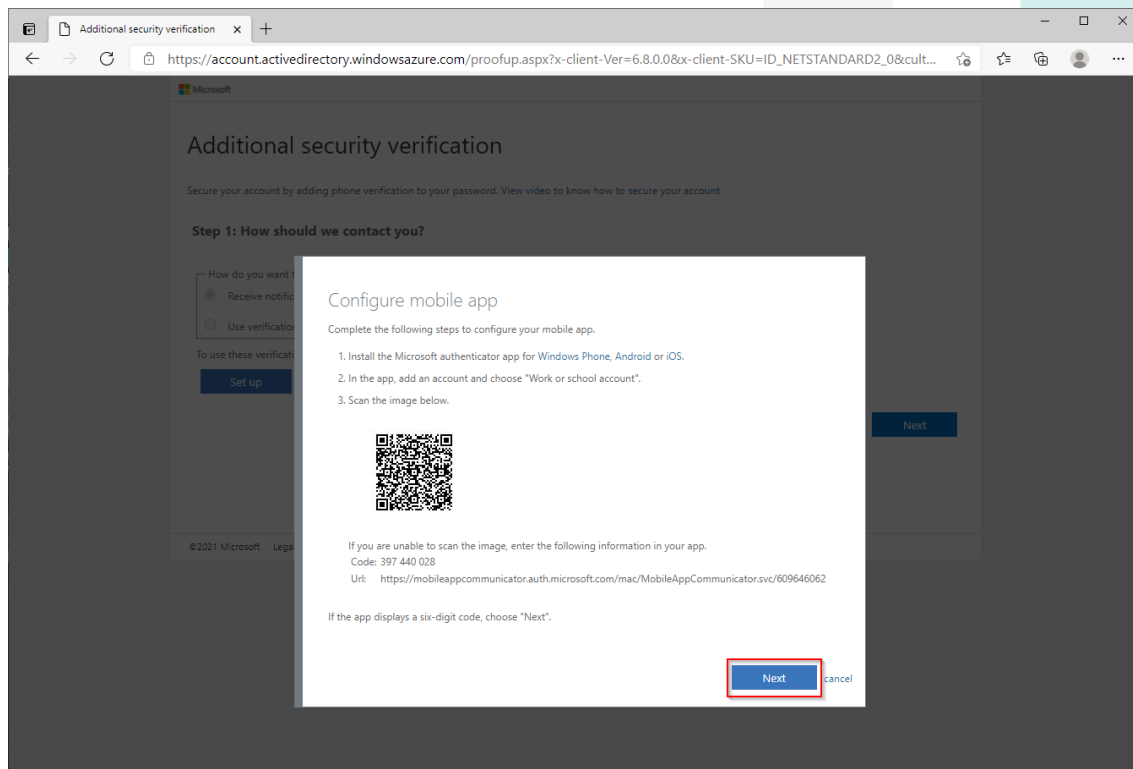 Additional security verification
https://account.activedirectory.windowsazure.com/proofup.aspx?x-client-Ver=6.8.0.0&x-client-SKU=ID_NETSTANDARD2_0&cult...
Microsoft
Additional security verification
Secure your account by adding phone verification to your password. View video to know how to secure your account
Step 1: How should we contact you?
How do you want
Receive notific
Use verification
To use these verificati
Set up
Next
©2021 Microsoft Lega
Configure mobile app
Complete the following steps to configure your mobile app.
1. Install the Microsoft authenticator app for Windows Phone, Android or iOS.
2. In the app, add an account and choose "Work or school account".
3. Scan the image below.
If you are unable to scan the image, enter the following information in your app.
Code: 397 440 028
Url: https://mobileappcommunicator.auth.microsoft.com/mac/MobileAppCommunicator.svc/609646062
If the app displays a six-digit code, choose "Next".
Next cancel